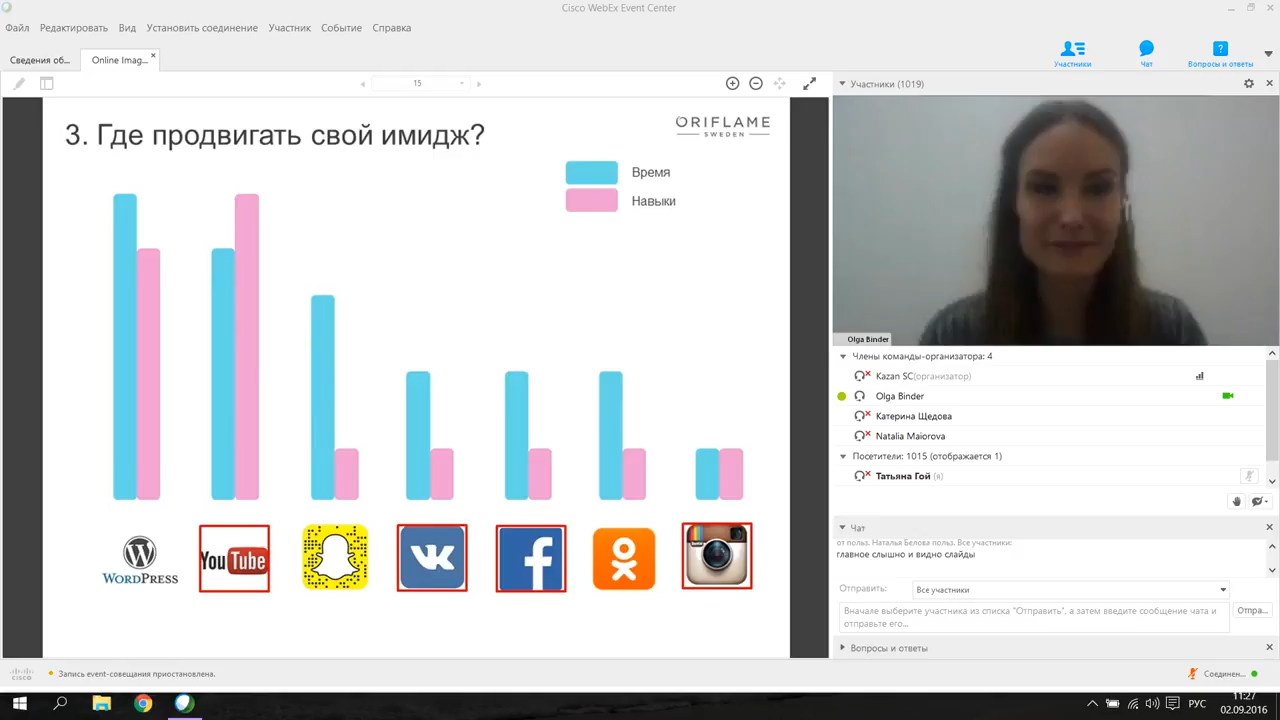 Cisco WebEx Event Center
Файл Редактировать Вид Установить соединение Участник Событие Справка
Сведения об... Online Imag...
Участники Чат Вопросы и ответы
15
Участники (1019)
3. Где продвигать свой имидж?
ORIFLAME
SWEDEN
Время
Навыки
WORDPRESS
YouTube
Olga Binder
Члены команды-организатора: 4
Kazan SC(организатор)
Olga Binder
Катерина Щедова
Natalia Maiorova
Посетители: 1015 (отображается 1)
Татьяна Гой (я)
Чат
от польз. Наталья Белова польз. Все участники:
главное слышно и видно слайды
Отправить: Все участники
Вначале выберите участника из списка "Отправить", а затем введите сообщение чата и
отправьте его...
Отпра...
Вопросы и ответы
cisco
Запись event-совещания приостановлена.
Соединен...
РУС
11:27
02.09.2016